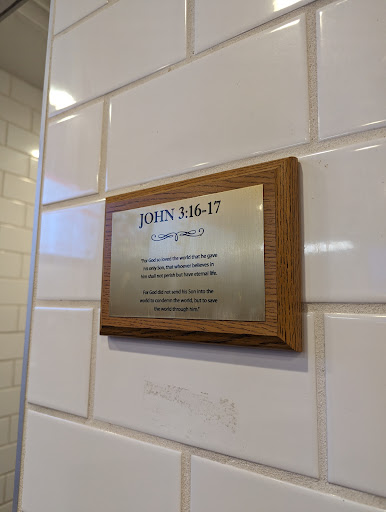 JOHN 3:16-17
"For God so loved the world that he gave
his only Son, that whoever believes in
him shall not perish but have eternal life.
For God did not send his Son into the
world to condemn the world, but to save
the world through him."